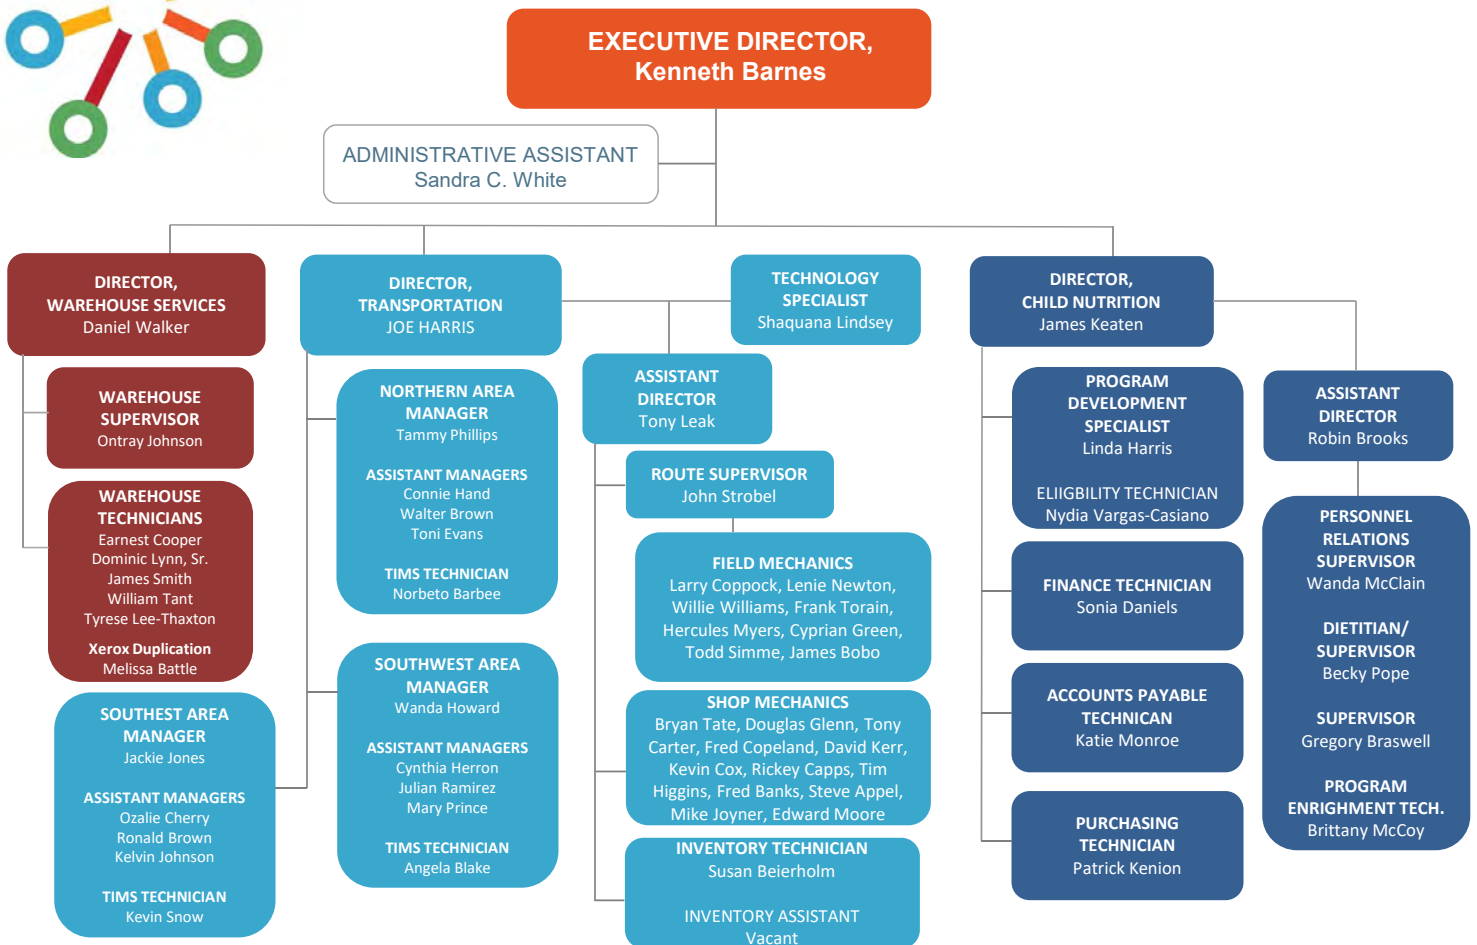 EXECUTIVE DIRECTOR,
Kenneth Barnes
ADMINISTRATIVE ASSISTANT
Sandra C. White
DIRECTOR,
WAREHOUSE SERVICES
Daniel Walker
WAREHOUSE
SUPERVISOR
Ontray Johnson
WAREHOUSE
TECHNICIANS
Earnest Cooper
Dominic Lynn, Sr.
James Smith
William Tant
Tyrese Lee-Thaxton
Xerox Duplication
Melissa Battle
DIRECTOR,
TRANSPORTATION
JOE HARRIS
NORTHERN AREA
MANAGER
Tammy Phillips
ASSISTANT MANAGERS
Connie Hand
Walter Brown
Toni Evans
TIMS TECHNICIAN
Norbeto Barbee
SOUTHWEST AREA
MANAGER
Wanda Howard
ASSISTANT MANAGERS
Cynthia Herron
Julian Ramirez
Mary Prince
TIMS TECHNICIAN
Angela Blake
SOUTHEST AREA
MANAGER
Jackie Jones
ASSISTANT MANAGERS
Ozalie Cherry
Ronald Brown
Kelvin Johnson
TIMS TECHNICIAN
Kevin Snow
TECHNOLOGY
SPECIALIST
Shaquana Lindsey
ASSISTANT
DIRECTOR
Tony Leak
ROUTE SUPERVISOR
John Strobel
FIELD MECHANICS
Larry Coppock, Lenie Newton,
Willie Williams, Frank Torain,
Hercules Myers, Cyprian Green,
Todd Simme, James Bobo
SHOP MECHANICS
Bryan Tate, Douglas Glenn, Tony
Carter, Fred Copeland, David Kerr,
Kevin Cox, Rickey Capps, Tim
Higgins, Fred Banks, Steve Appel,
Mike Joyner, Edward Moore
INVENTORY TECHNICIAN
Susan Beierholm
INVENTORY ASSISTANT
Vacant
DIRECTOR,
CHILD NUTRITION
James Keaten
PROGRAM
DEVELOPMENT
SPECIALIST
Linda Harris
ELIIGBILITY TECHNICIAN
Nydia Vargas-Casiano
FINANCE TECHNICIAN
Sonia Daniels
ACCOUNTS PAYABLE
TECHNICAN
Katie Monroe
PURCHASING
TECHNICIAN
Patrick Kenion
ASSISTANT
DIRECTOR
Robin Brooks
PERSONNEL
RELATIONS
SUPERVISOR
Wanda McClain
DIETITIAN/
SUPERVISOR
Becky Pope
SUPERVISOR
Gregory Braswell
PROGRAM
ENRIGHMENT TECH.
Brittany McCoy